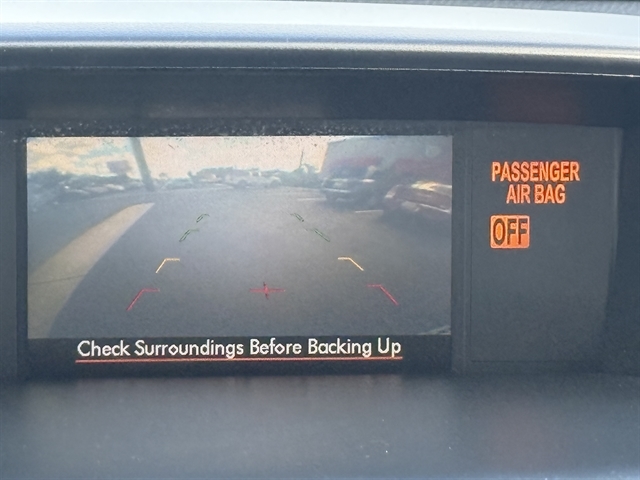 PASSENGER
AIR BAG
OFF
Check Surroundings Before Backing Up